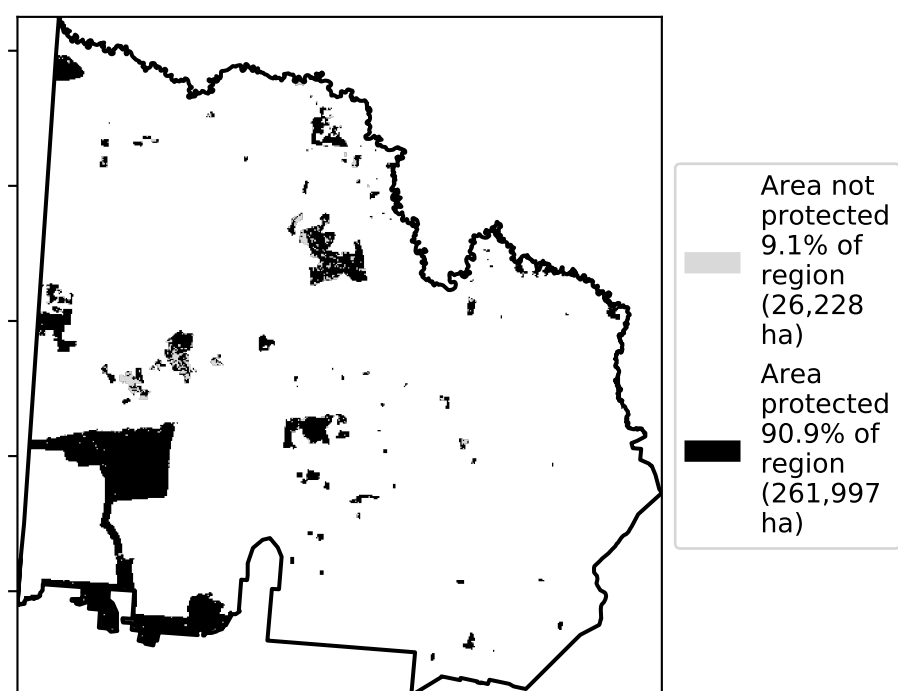 Area not
protected
9.1% of
region
(26,228
ha)
Area
protected
90.9% of
region
(261,997
ha)